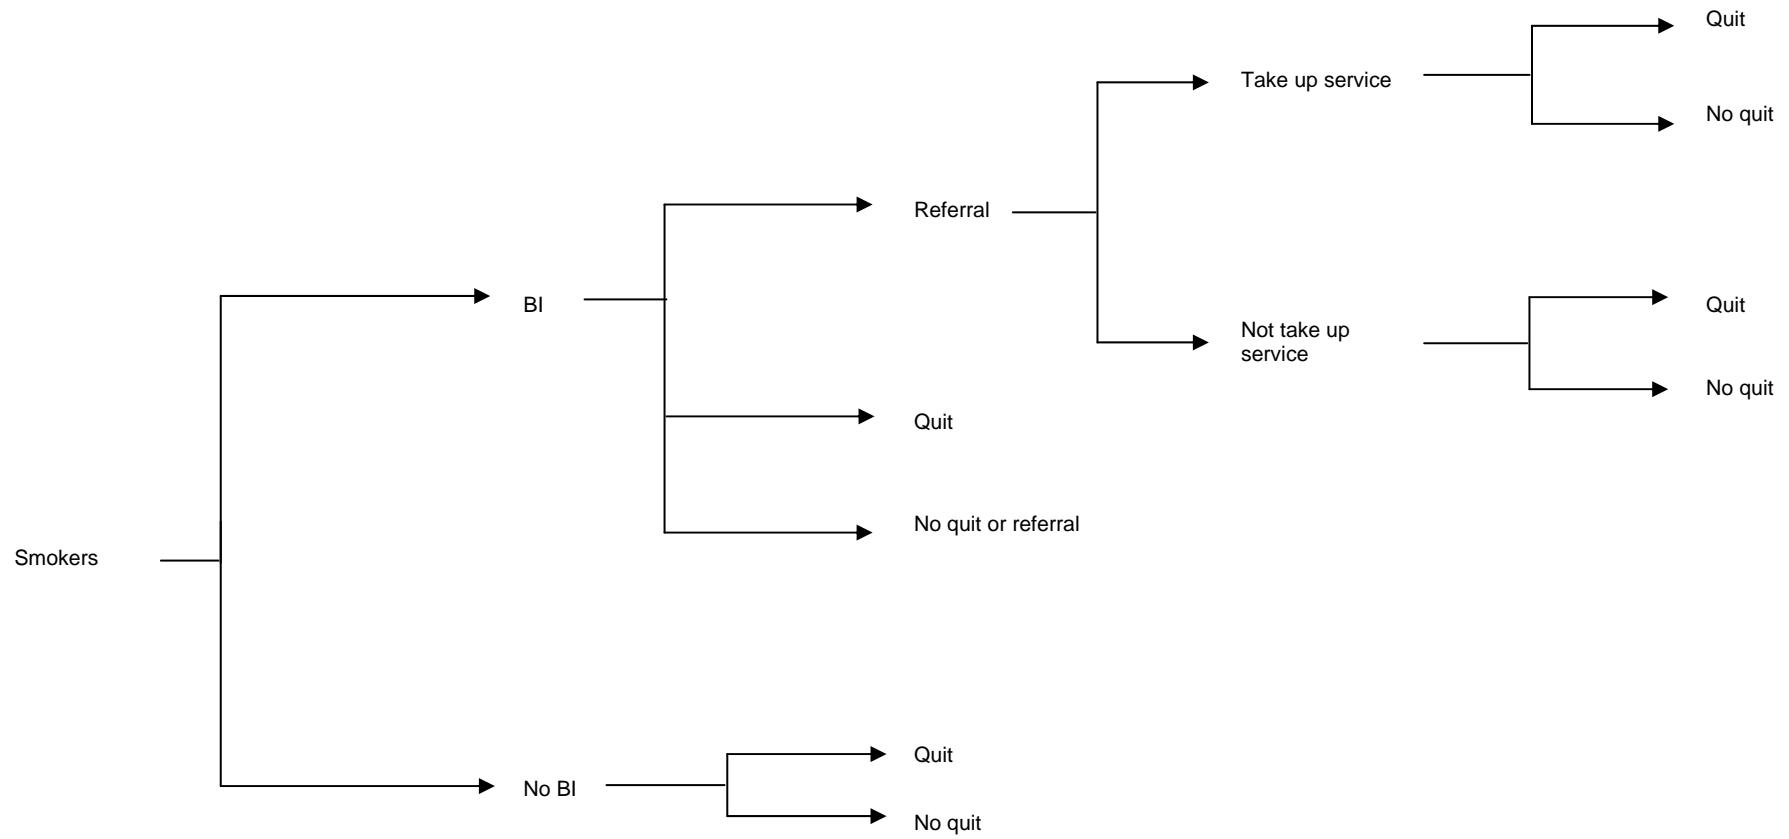 Quit
Take up service
No quit
Referral
BI
Quit
Not take up
service
No quit
Quit
No quit or referral
Smokers
Quit
No BI
No quit